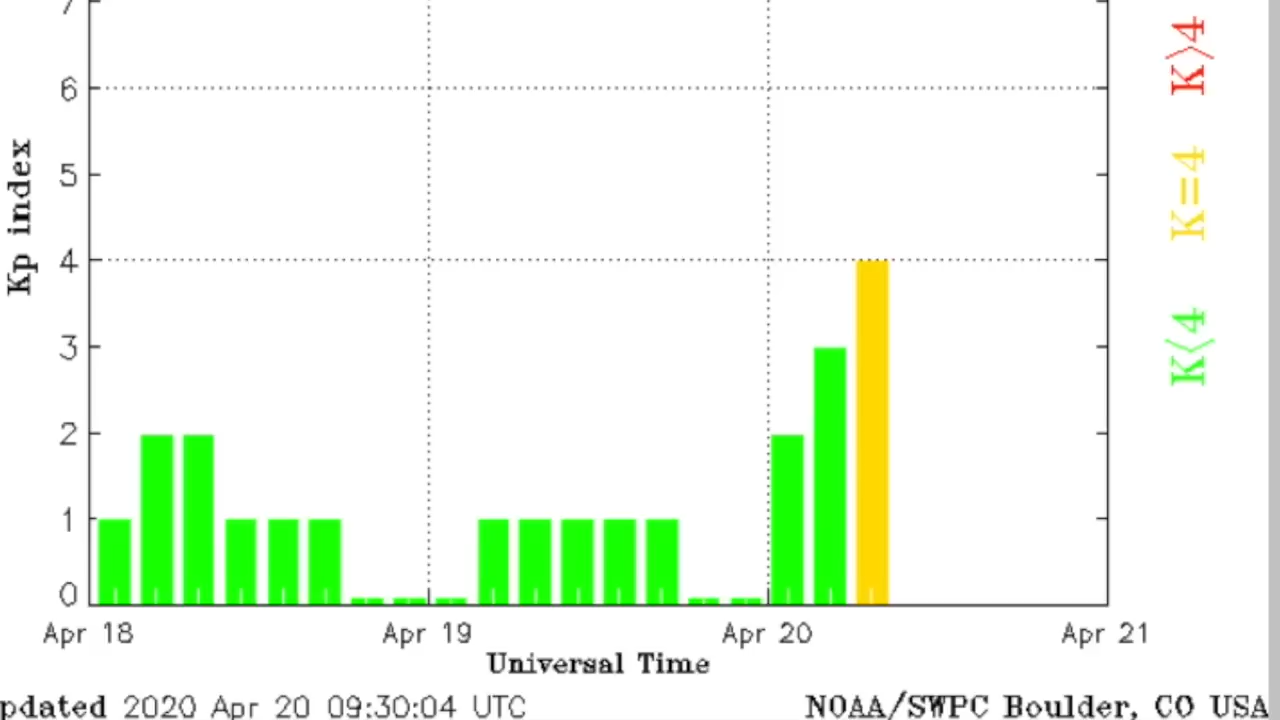 7
6
5
4
3
2
1
0
Kp index
K<4 K=4 K>4
Apr 18 Apr 19 Apr 20 Apr 21
Universal Time
pdated 2020 Apr 20 09:30:04 UTC NOAA/SWPC Boulder, CO USA